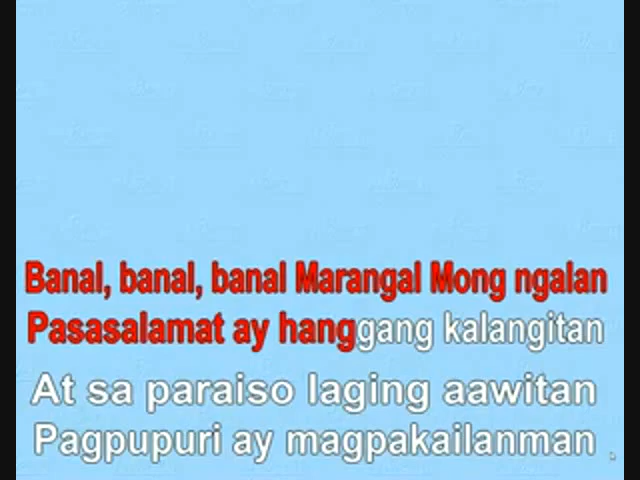 Banal, banal, banal Marangal Mong ngalan
Pasasalamat ay hanggang kalangitan
At sa paraiso laging aawitan
Pagpupuri ay magpakailanman